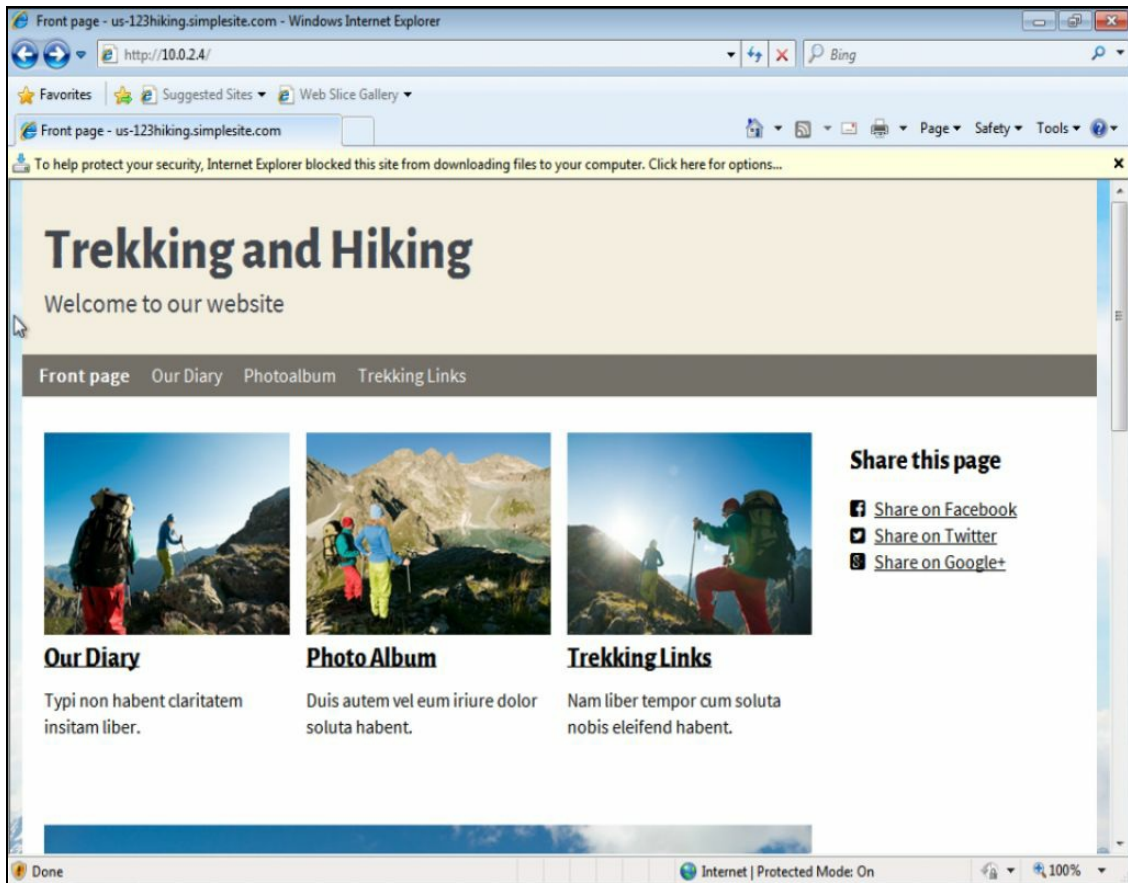 Front page - us-123hiking.simplesite.com - Windows Internet Explorer
http://10.0.2.4/
Bing
Favorites Suggested Sites Web Slice Gallery
Front page - us-123hiking.simplesite.com
Page Safety Tools
To help protect your security, Internet Explorer blocked this site from downloading files to your computer. Click here for options...
Trekking and Hiking
Welcome to our website
Front page Our Diary Photoalbum Trekking Links
Our Diary
Typi non habent claritatem
insitam liber.
Photo Album
Duis autem vel eum iriure dolor
soluta habent.
Trekking Links
Nam liber tempor cum soluta
nobis eleifend habent.
Share this page
Share on Facebook
Share on Twitter
Share on Google+
Done Internet | Protected Mode: On 100%